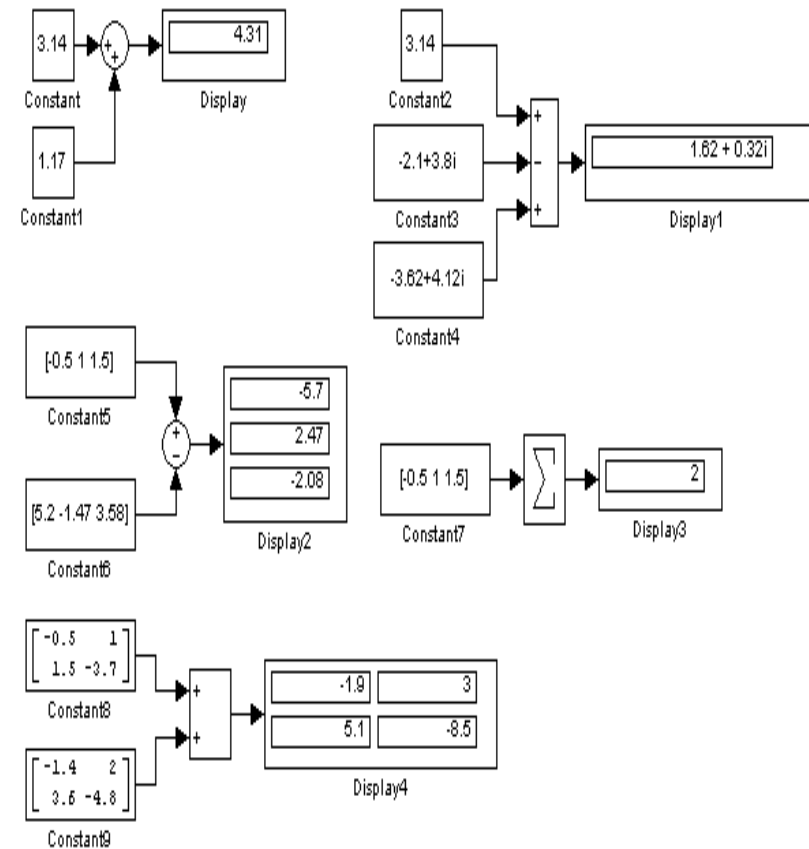 3.14
+
+
4.31
Constant
Display
1.17
Constant1
3.14
Constant2
+
-2.1+3.8i
−
1.62 + 0.32i
Constant3
+
Display1
-3.62+4.12i
Constant4
[-0.5 1 1.5]
Constant5
+
−
-5.7
2.47
-2.08
[5.2 -1.47 3.58]
Constant6
Display2
[-0.5 1 1.5]
Constant7
∑
2
Display3
-0.5 1
1.5 -3.7
Constant8
+
+
-1.9 3
5.1 -8.5
Display4
-1.4 2
3.6 -4.8
Constant9